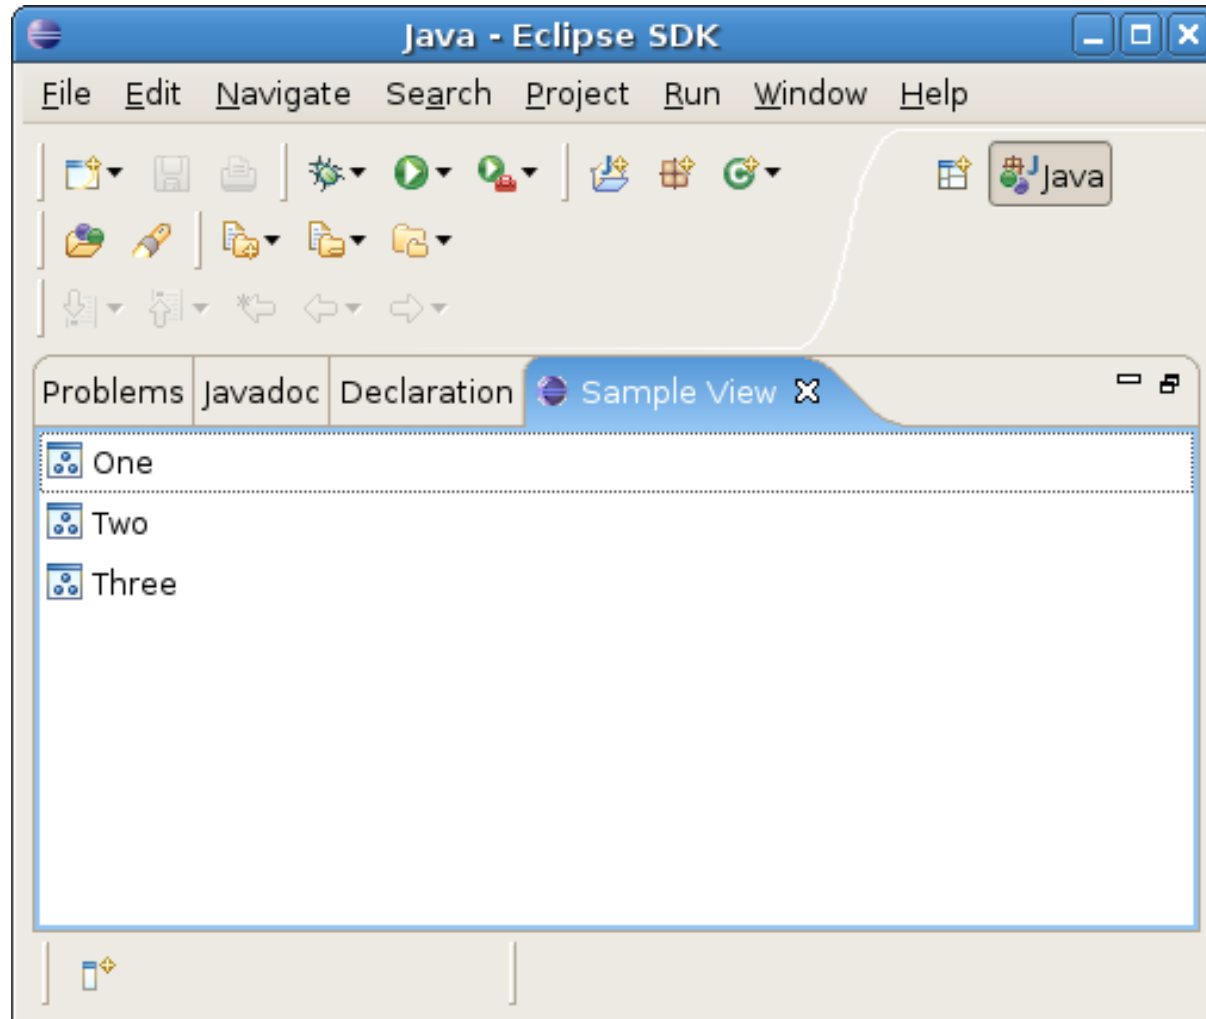 Java - Eclipse SDK
File Edit Navigate Search Project Run Window Help
Java
Problems Javadoc Declaration Sample View
One
Two
Three